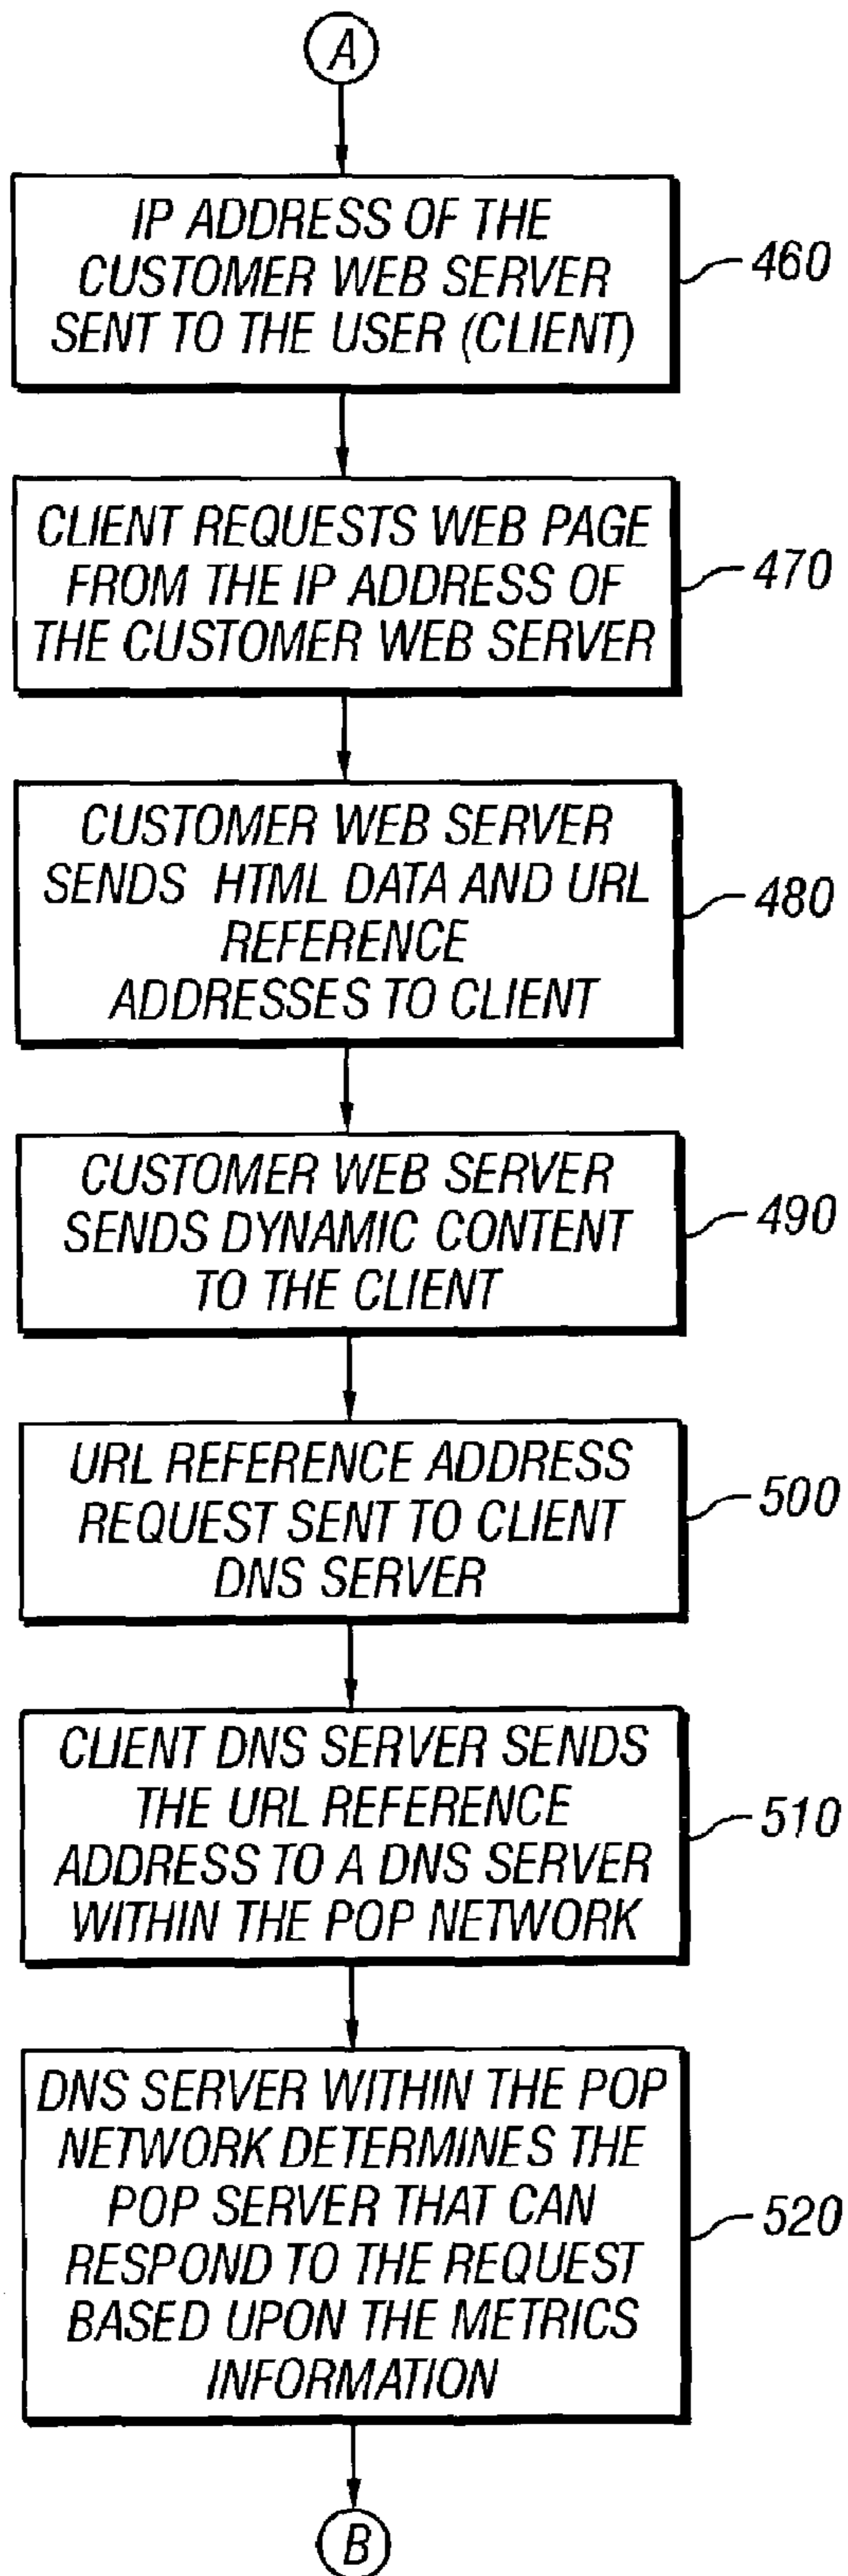 A
IP ADDRESS OF THE
CUSTOMER WEB SERVER
SENT TO THE USER (CLIENT)
460
CLIENT REQUESTS WEB PAGE
FROM THE IP ADDRESS OF
THE CUSTOMER WEB SERVER
470
CUSTOMER WEB SERVER
SENDS HTML DATA AND URL
REFERENCE
ADDRESSES TO CLIENT
480
CUSTOMER WEB SERVER
SENDS DYNAMIC CONTENT
TO THE CLIENT
490
URL REFERENCE ADDRESS
REQUEST SENT TO CLIENT
DNS SERVER
500
CLIENT DNS SERVER SENDS
THE URL REFERENCE
ADDRESS TO A DNS SERVER
WITHIN THE POP NETWORK
510
DNS SERVER WITHIN THE POP
NETWORK DETERMINES THE
POP SERVER THAT CAN
RESPOND TO THE REQUEST
BASED UPON THE METRICS
INFORMATION
520
B